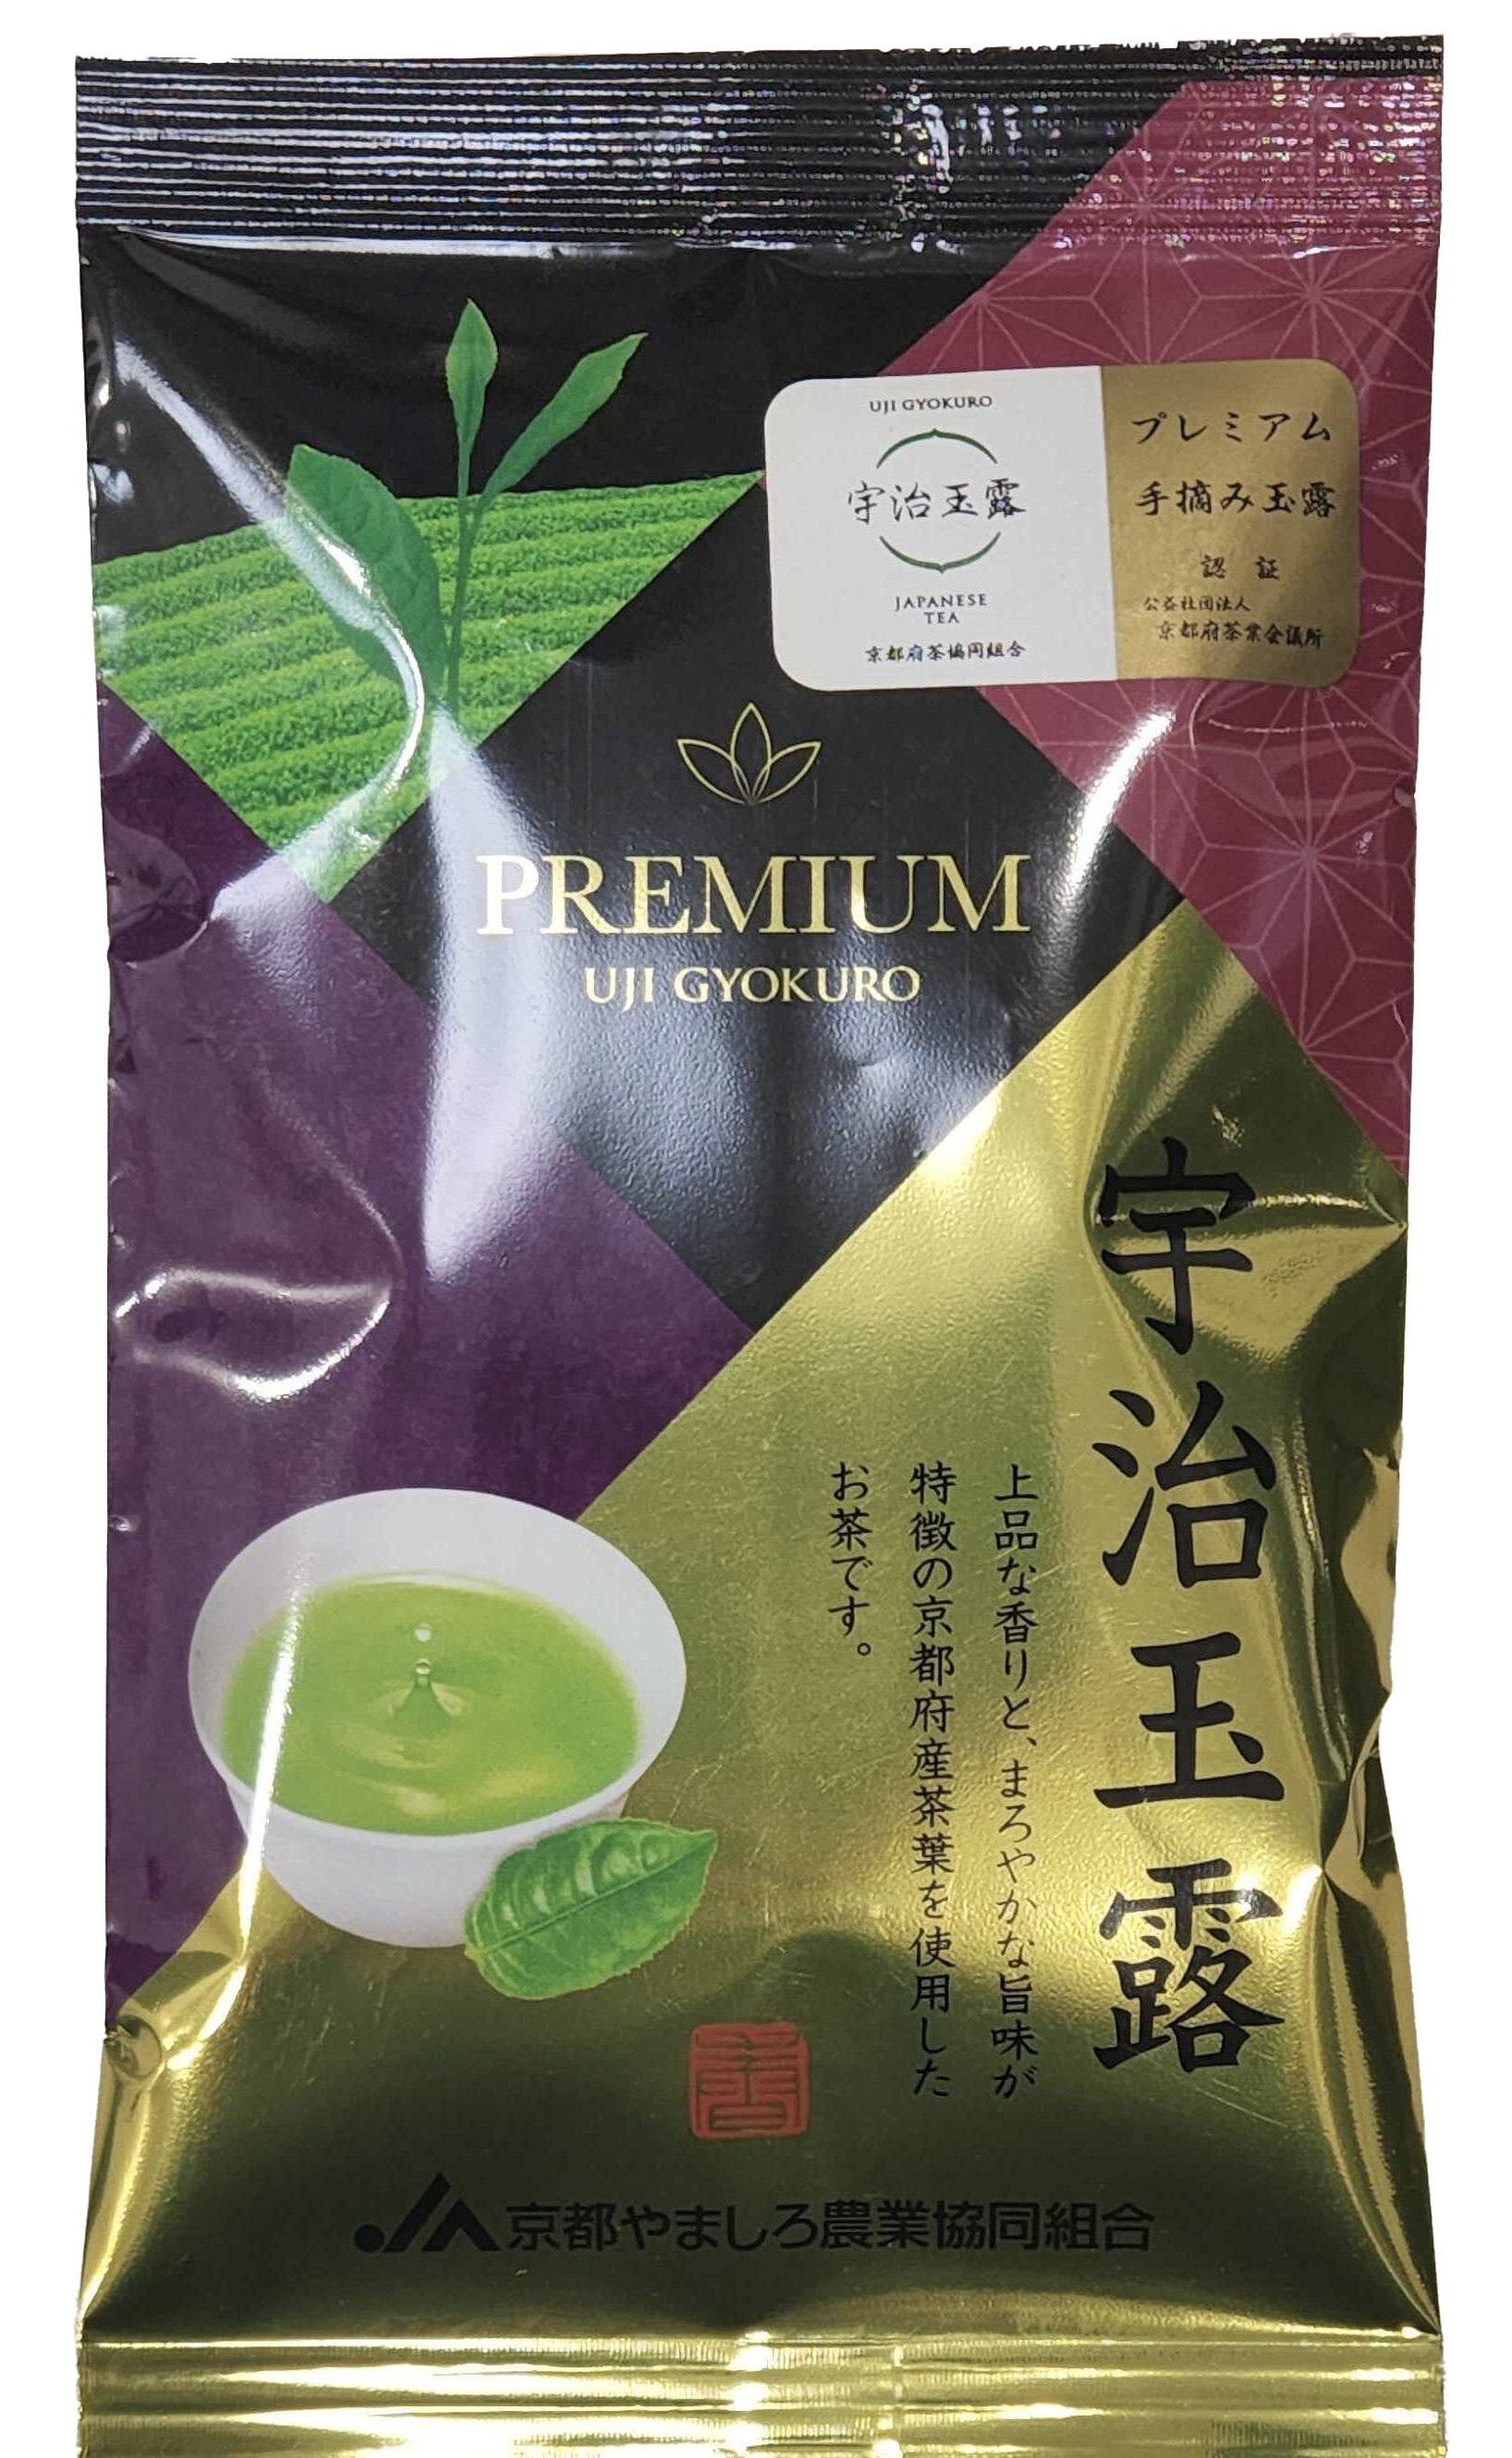 UJI GYOKURO
宇治玉露
JAPANESE
TEA
京都府茶協同組合
プレミアム
手摘み玉露
認 証
公益社団法人
京都府茶業会議所
PREMIUM
UJI GYOKURO
宇治玉露
上品な香りと、まろやかな旨味が
特徴の京都府産茶葉を使用した
お茶です。
香
JA京都やましろ農業協同組合